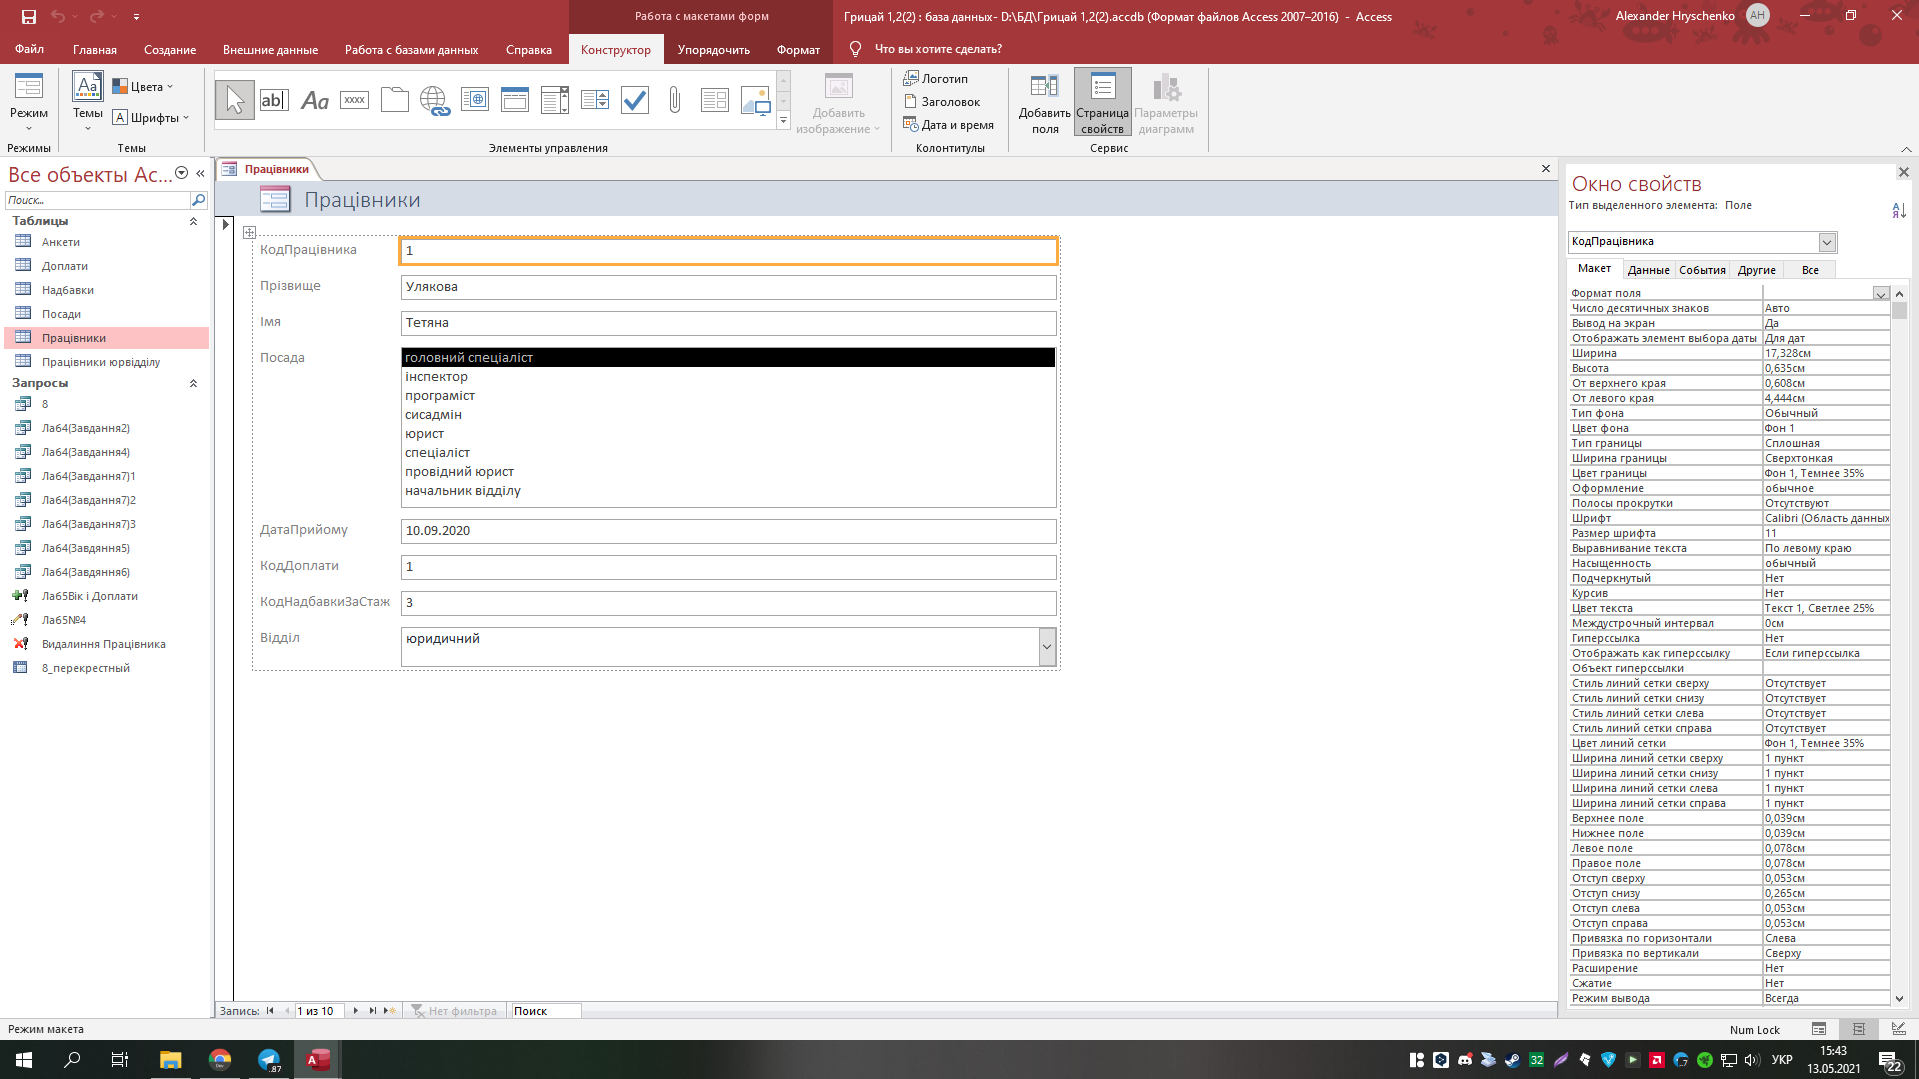 Работа с макетами форм
Грицай 1,2(2) : база данных- D:\БД\Грицай 1,2(2).accdb (Формат файлов Access 2007–2016) - Access
Alexander Hryschenko
AH
Файл
Главная
Создание
Внешние данные
Работа с базами данных
Справка
Конструктор
Упорядочить
Формат
Что вы хотите сделать?
Режим
Режимы
Aa
Темы
Цвета
Шрифты
Темы
ab
Aa
xxxx
Элементы управления
Добавить изображение
Логотип
Заголовок
Дата и время
Колонтитулы
Добавить поля
Страница свойств
Параметры диаграмм
Сервис
Все объекты Ac...
Поиск...
Таблицы
Анкети
Доплати
Надбавки
Посади
Працівники
Працівники юрвідділу
Запросы
8
Лаб4(Завдання2)
Лаб4(Завдання4)
Лаб4(Завдання7)1
Лаб4(Завдання7)2
Лаб4(Завдання7)3
Лаб4(Завдяння5)
Лаб4(Завдяння6)
Лаб5Вік і Доплати
Лаб5№4
Видалиння Працівника
8_перекрестный
Працівники
Працівники
КодПрацівника 1
Прізвище Улякова
Імя Тетяна
Посада головний спеціаліст
інспектор
програміст
сисадмін
юрист
спеціаліст
провідний юрист
начальник відділу
ДатаПрийому 10.09.2020
КодДоплати 1
КодНадбавкиЗаСтаж 3
Відділ юридичний
Запись: 1 из 10 Нет фильтра Поиск
Окно свойств
Тип выделенного элемента: Поле
КодПрацівника
Макет Данные События Другие Все
Формат поля
Число десятичных знаков Авто
Вывод на экран Да
Отображать элемент выбора даты Для дат
Ширина 17,328см
Высота 0,635см
От верхнего края 0,608см
От левого края 4,444см
Тип фона Обычный
Цвет фона Фон 1
Тип границы Сплошная
Ширина границы Сверхтонкая
Цвет границы Фон 1, Темнее 35%
Оформление обычное
Полосы прокрутки Отсутствуют
Шрифт Calibri (Область данных
Размер шрифта 11
Выравнивание текста По левому краю
Насыщенность обычный
Подчеркнутый Нет
Курсив Нет
Цвет текста Текст 1, Светлее 25%
Междустрочный интервал 0см
Гиперссылка Нет
Отображать как гиперссылку Если гиперссылка
Объект гиперссылки
Стиль линий сетки сверху Отсутствует
Стиль линий сетки снизу Отсутствует
Стиль линий сетки слева Отсутствует
Стиль линий сетки справа Отсутствует
Цвет линий сетки Фон 1, Темнее 35%
Ширина линий сетки сверху 1 пункт
Ширина линий сетки снизу 1 пункт
Ширина линий сетки слева 1 пункт
Ширина линий сетки справа 1 пункт
Верхнее поле 0,039см
Нижнее поле 0,039см
Левое поле 0,078см
Правое поле 0,078см
Отступ сверху 0,053см
Отступ снизу 0,265см
Отступ слева 0,053см
Отступ справа 0,053см
Привязка по горизонтали Слева
Привязка по вертикали Сверху
Расширение Нет
Сжатие Нет
Режим вывода Всегда
Режим макета
Num Lock
.87
32
УКР
15:43
13.05.2021
22